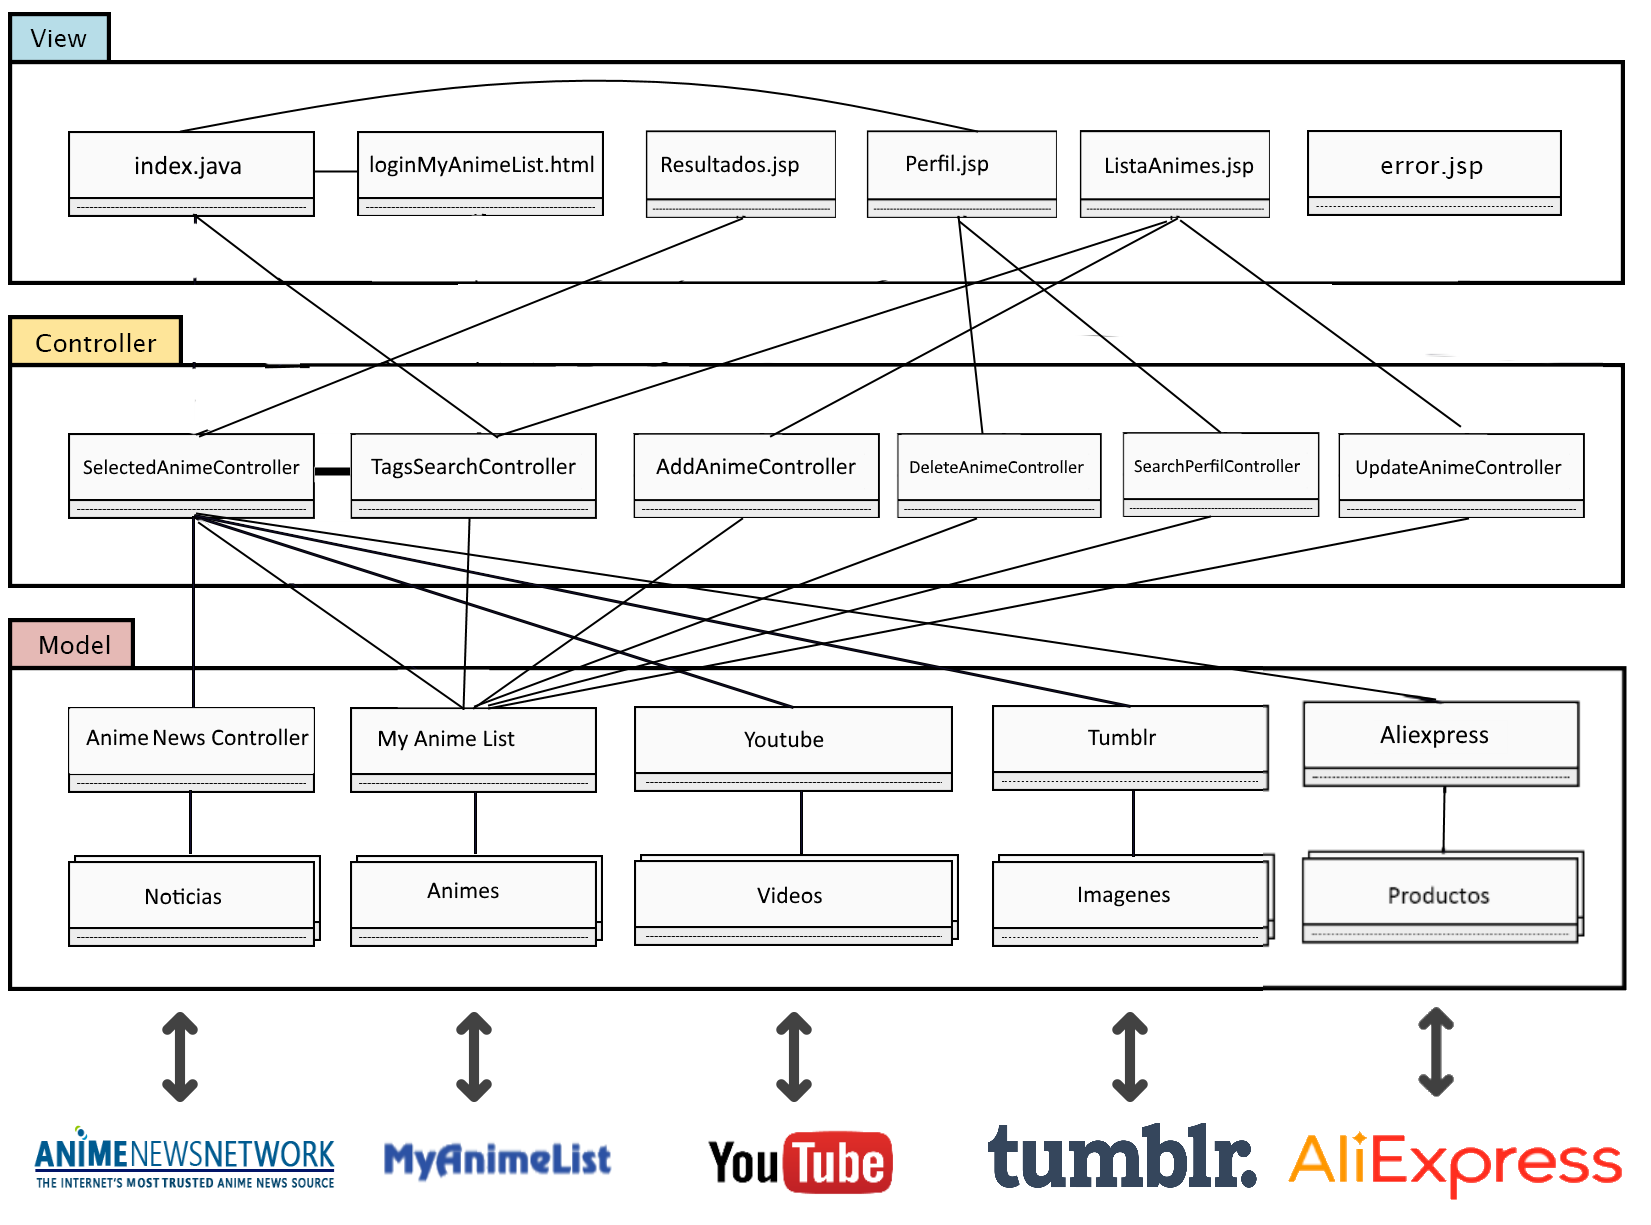 View
index.java
loginMyAnimeList.html
Resultados.jsp
Perfil.jsp
ListaAnimes.jsp
error.jsp
Controller
SelectedAnimeController
TagsSearchController
AddAnimeController
DeleteAnimeController
SearchPerfilController
UpdateAnimeController
Model
Anime News Controller
My Anime List
Youtube
Tumblr
Aliexpress
Noticias
Animes
Videos
Imagenes
Productos
ANIMENEWSNETWORK
THE INTERNET'S MOST TRUSTED ANIME NEWS SOURCE
MyAnimeList
YouTube
tumblr.
AliExpress